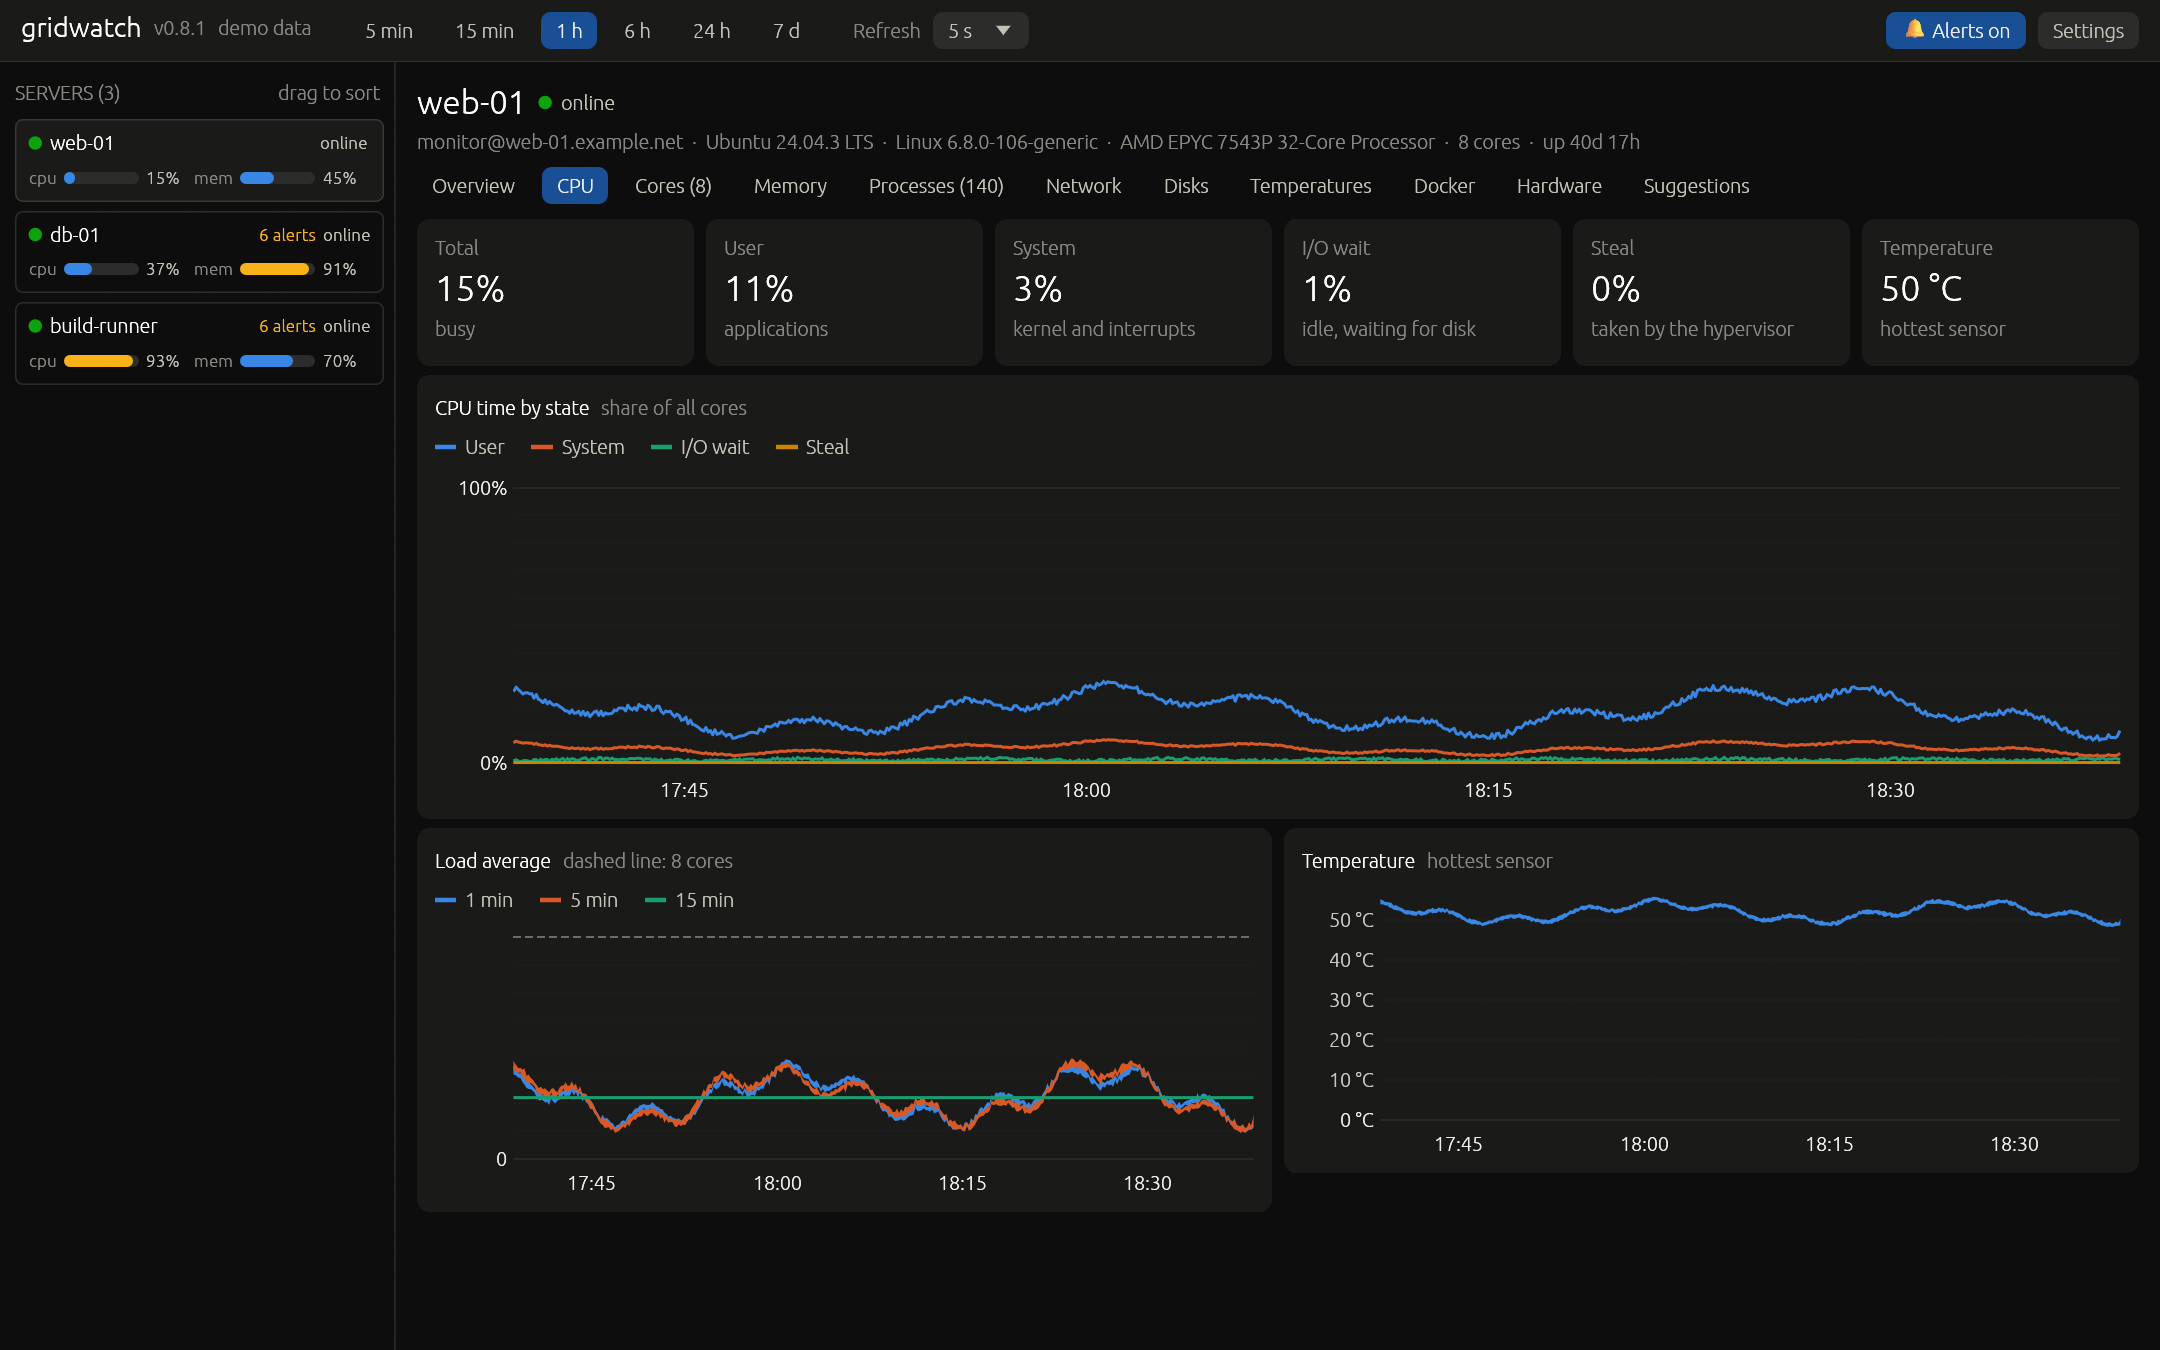 gridwatch v0.8.1 demo data 5 min 15 min 1 h 6 h 24 h 7 d Refresh 5 s Alerts on Settings
SERVERS (3) drag to sort
web-01 online
cpu 15% mem 45%
db-01 6 alerts online
cpu 37% mem 91%
build-runner 6 alerts online
cpu 93% mem 70%
web-01 online
monitor@web-01.example.net · Ubuntu 24.04.3 LTS · Linux 6.8.0-106-generic · AMD EPYC 7543P 32-Core Processor · 8 cores · up 40d 17h
Overview CPU Cores (8) Memory Processes (140) Network Disks Temperatures Docker Hardware Suggestions
Total
15%
busy
User
11%
applications
System
3%
kernel and interrupts
I/O wait
1%
idle, waiting for disk
Steal
0%
taken by the hypervisor
Temperature
50 °C
hottest sensor
CPU time by state share of all cores
User System I/O wait Steal
100%
0%
17:45 18:00 18:15 18:30
Load average dashed line: 8 cores
1 min 5 min 15 min
0
17:45 18:00 18:15 18:30
Temperature hottest sensor
50 °C
40 °C
30 °C
20 °C
10 °C
0 °C
17:45 18:00 18:15 18:30